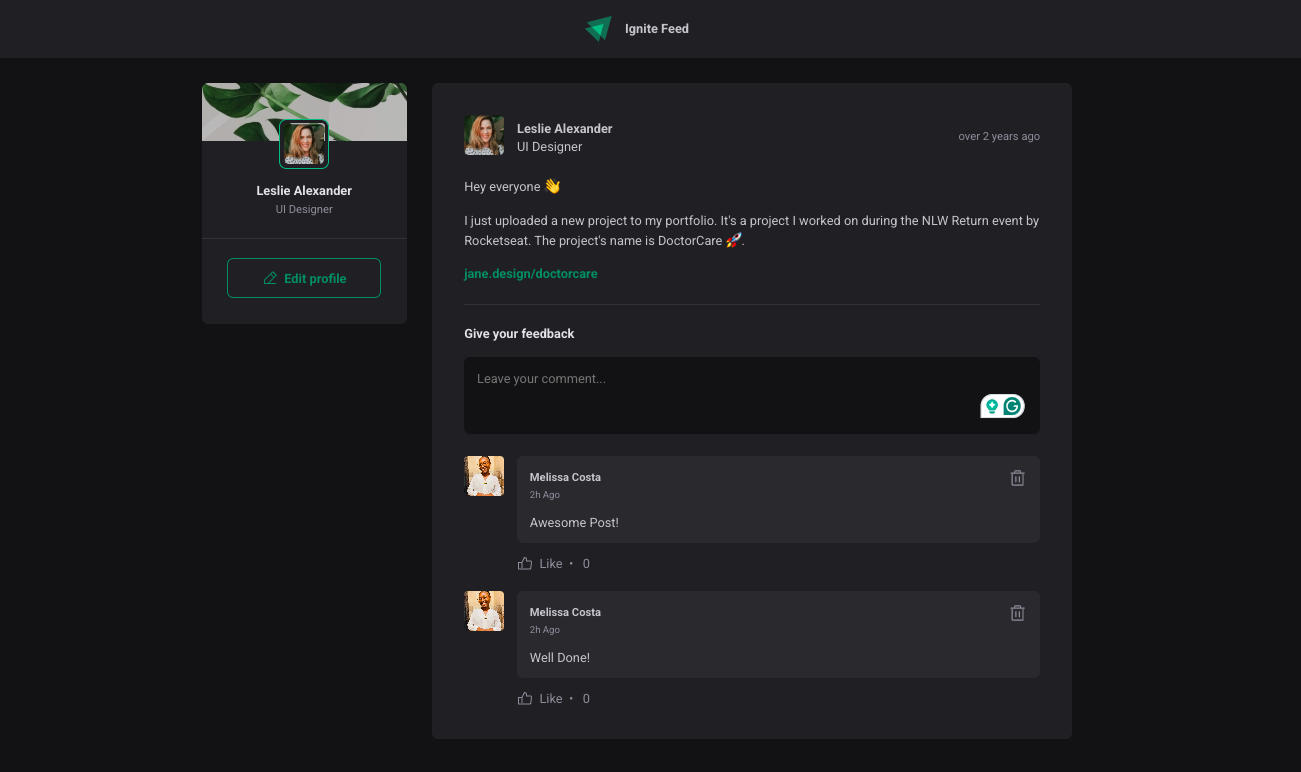 Ignite Feed
Leslie Alexander
UI Designer
Edit profile
Leslie Alexander
UI Designer
over 2 years ago
Hey everyone 👋
I just uploaded a new project to my portfolio. It's a project I worked on during the NLW Return event by
Rocketseat. The project's name is DoctorCare 🚀.
jane.design/doctorcare
Give your feedback
Leave your comment...
Melissa Costa
2h Ago
Awesome Post!
Like • 0
Melissa Costa
2h Ago
Well Done!
Like • 0